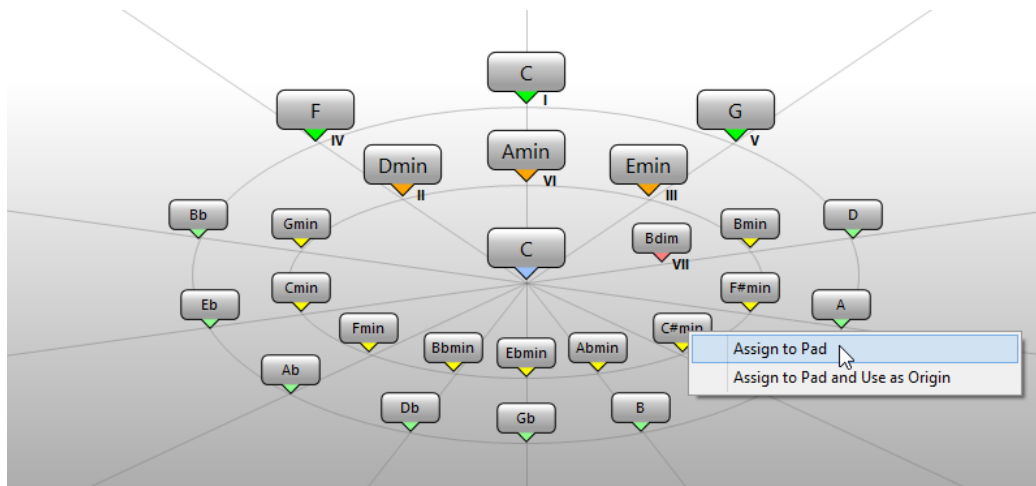 C
I
F
IV
G
V
Dmin
II
Amin
VI
Emin
III
Bb
Gmin
C
Bdim
VII
Bmin
D
Eb
Cmin
F#min
A
Fmin
Bbmin
Ebmin
Abmin
C#min
Assign to Pad
Assign to Pad and Use as Origin
Ab
Db
Gb
B